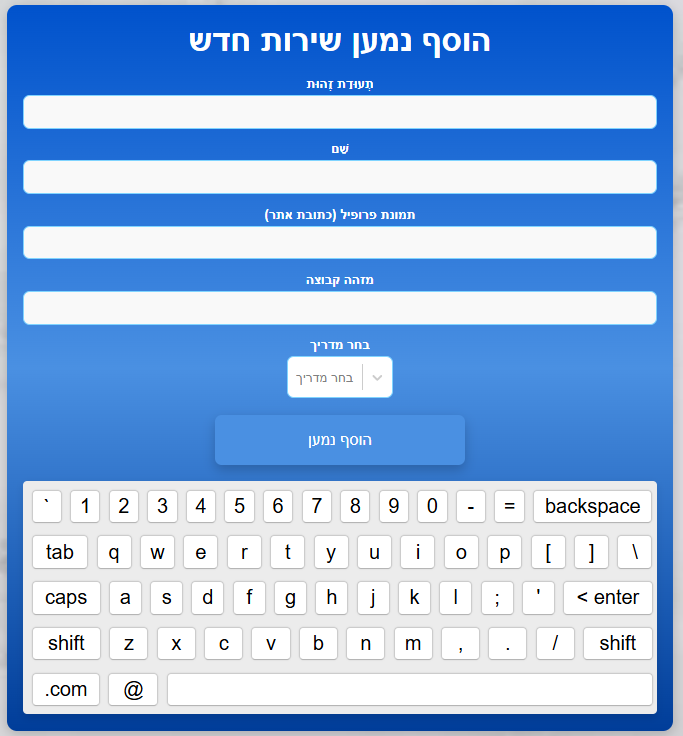 הוסף נמען שירות חדש
תְעוּדַת זֶהוּת
שֵׁם
תמונת פרופיל (כתובת אתר)
מזהה קבוצה
בחר מדריך
בחר מדריך
הוסף נמען
` 1 2 3 4 5 6 7 8 9 0 - = backspace
tab q w e r t y u i o p [ ] \
caps a s d f g h j k l ; ' < enter
shift z x c v b n m , . / shift
.com @